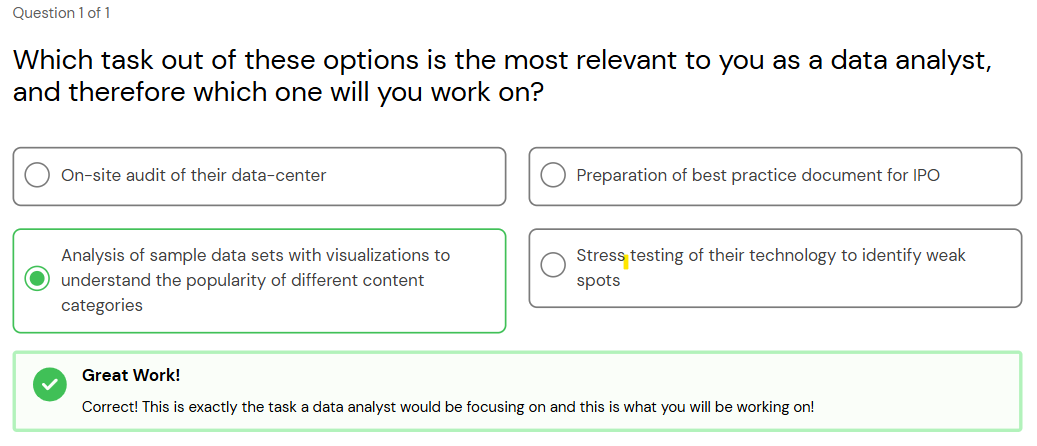 Question 1 of 1
Which task out of these options is the most relevant to you as a data analyst,
and therefore which one will you work on?
On-site audit of their data-center
Preparation of best practice document for IPO
Analysis of sample data sets with visualizations to
understand the popularity of different content
categories
Stress testing of their technology to identify weak
spots
Great Work!
Correct! This is exactly the task a data analyst would be focusing on and this is what you will be working on!